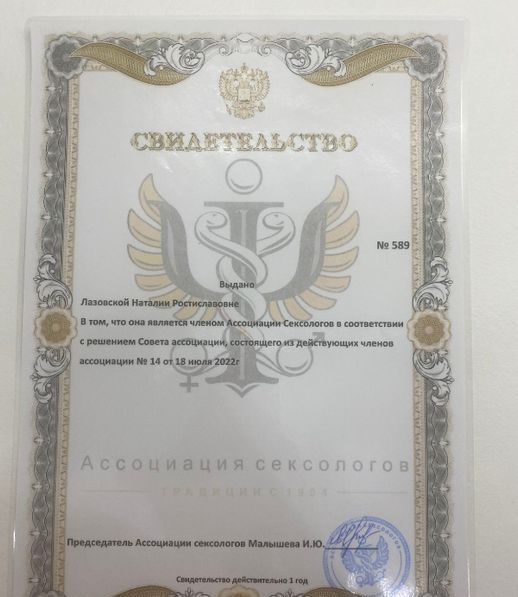 СВИДЕТЕЛЬСТВО
№ 589
Выдано
Лазовской Наталии Ростиславовне
В том, что она является членом Ассоциации Сексологов в соответствии
с решением Совета ассоциации, состоящего из действующих членов
ассоциации № 14 от 18 июля 2022г
Ассоциация сексологов
ТРАДИЦИИ С 1904
Председатель Ассоциации сексологов Малышева И.Ю.
Свидетельство действительно 1 год